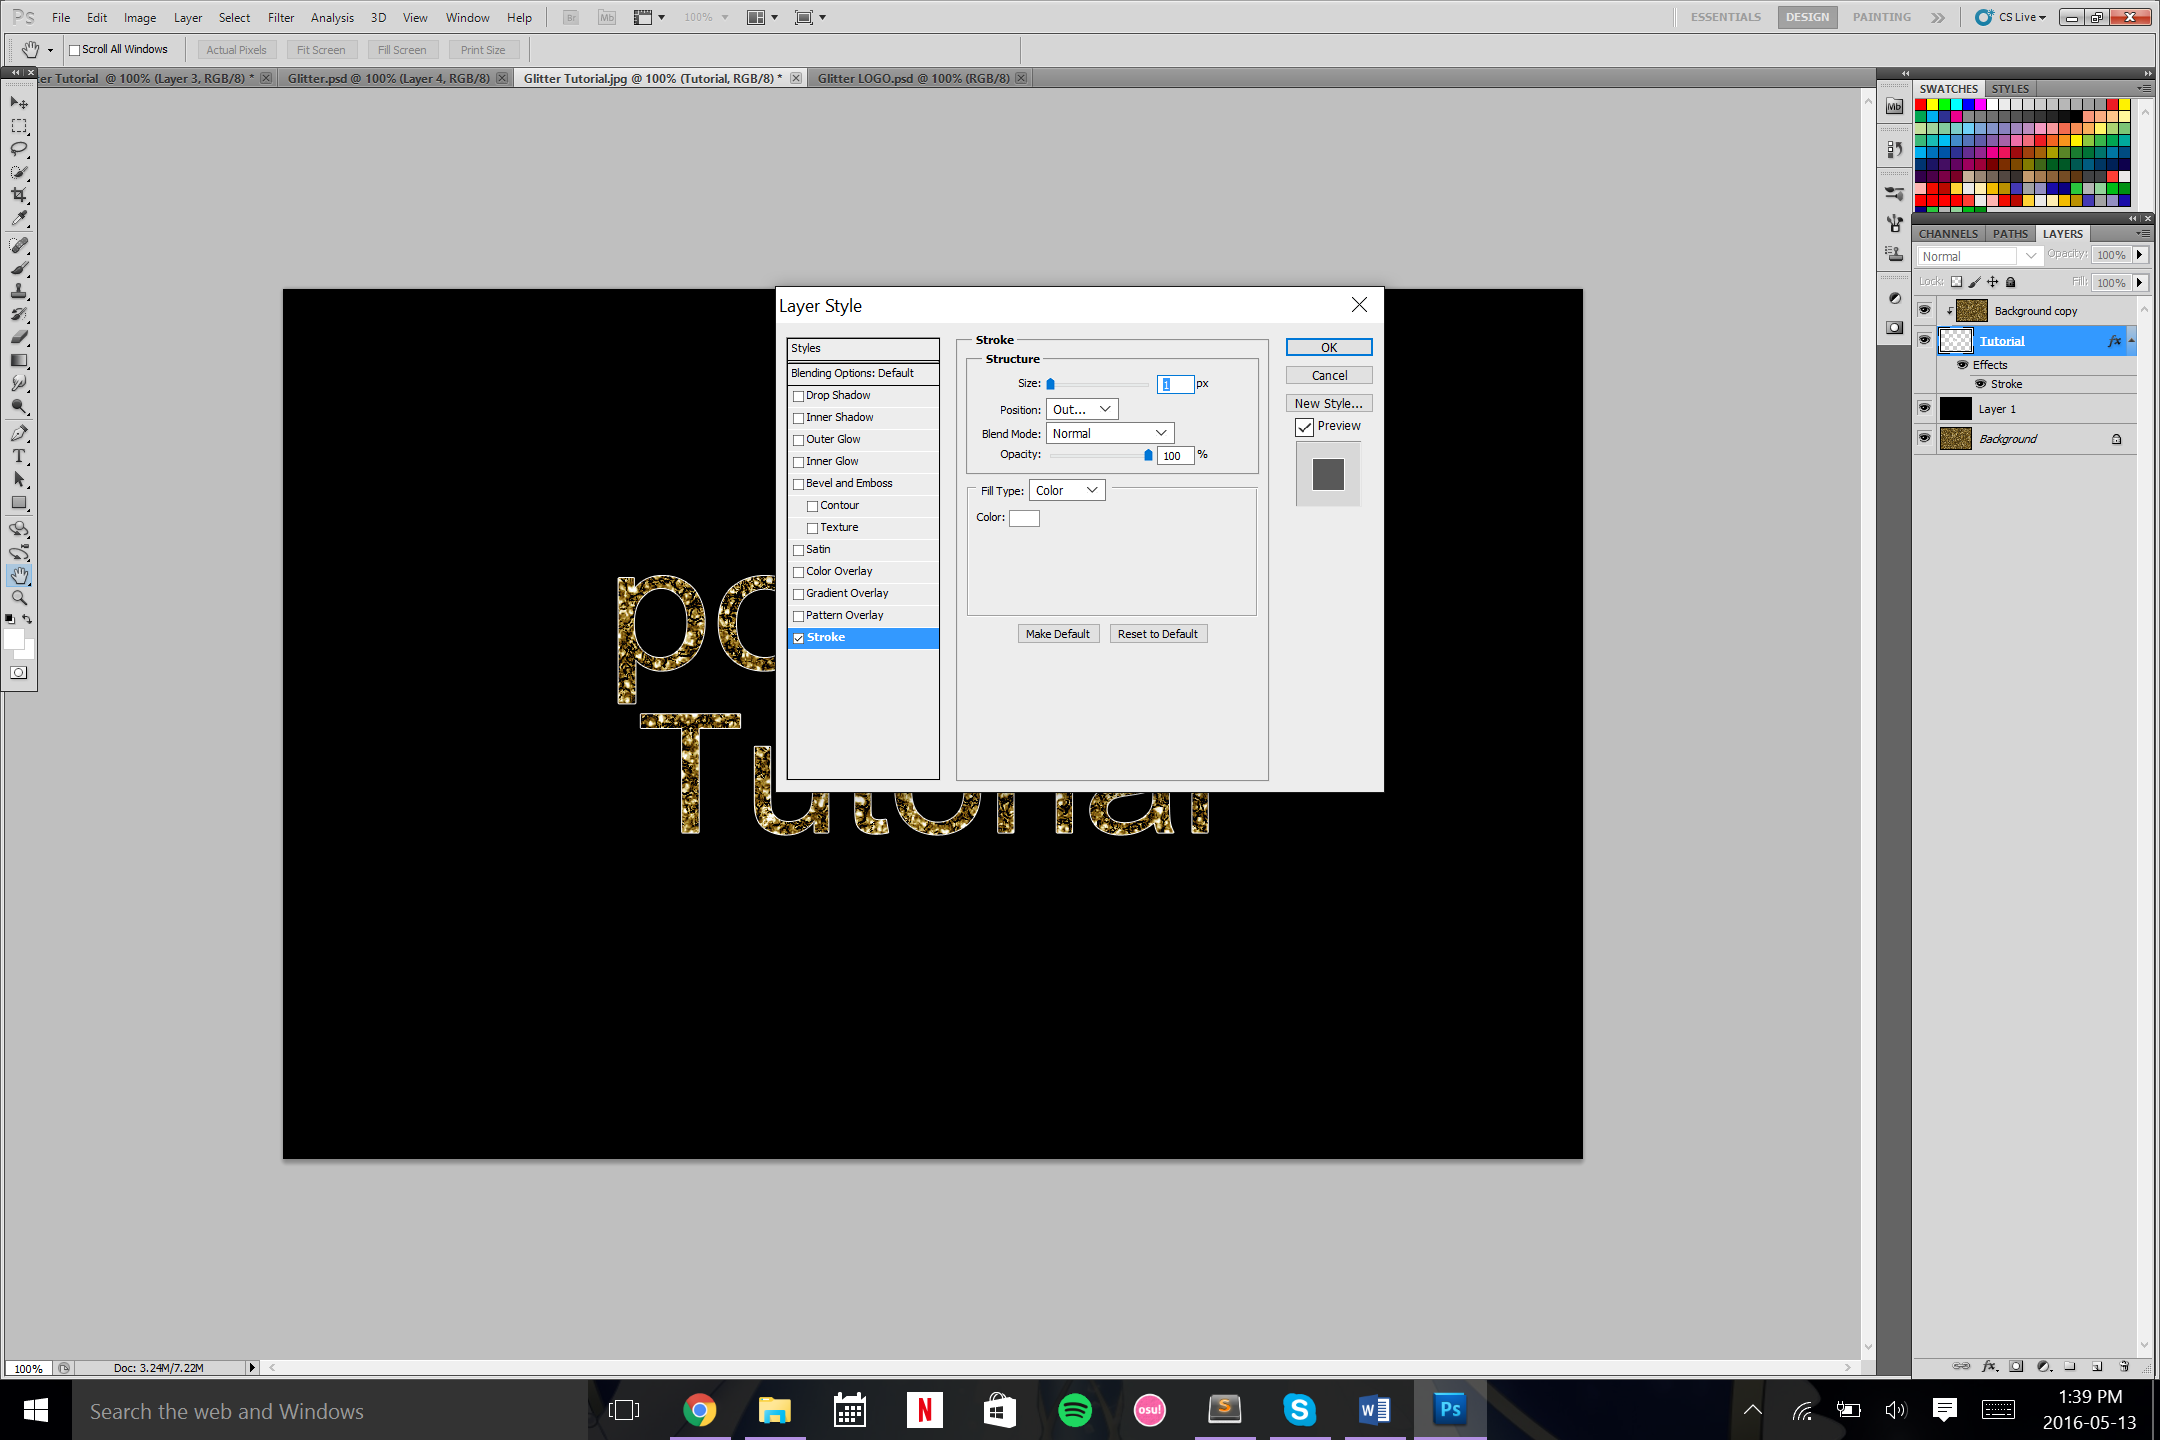 Ps File Edit Image Layer Select Filter Analysis 3D View Window Help Br Mb 100% ESSENTIALS DESIGN PAINTING CS Live
Scroll All Windows Actual Pixels Fit Screen Fill Screen Print Size
er Tutorial @ 100% (Layer 3, RGB/8) * Glitter.psd @ 100% (Layer 4, RGB/8) Glitter Tutorial.jpg @ 100% (Tutorial, RGB/8) * Glitter LOGO.psd @ 100% (RGB/8)
SWATCHES STYLES
Mb
CHANNELS PATHS LAYERS
Normal Opacity: 100%
Lock: Fill: 100%
Background copy
Tutorial fx
Effects
Stroke
Layer 1
Background
Layer Style
Styles
Blending Options: Default
Drop Shadow
Inner Shadow
Outer Glow
Inner Glow
Bevel and Emboss
Contour
Texture
Satin
Color Overlay
Gradient Overlay
Pattern Overlay
Stroke
Stroke
Structure
Size: 1 px
Position: Out...
Blend Mode: Normal
Opacity: 100 %
Fill Type: Color
Color:
Make Default Reset to Default
OK
Cancel
New Style...
Preview
T
po
Tutorial
100% Doc: 3.24M/7.22M
fx
Search the web and Windows
N osu! S S W Ps
1:39 PM
2016-05-13